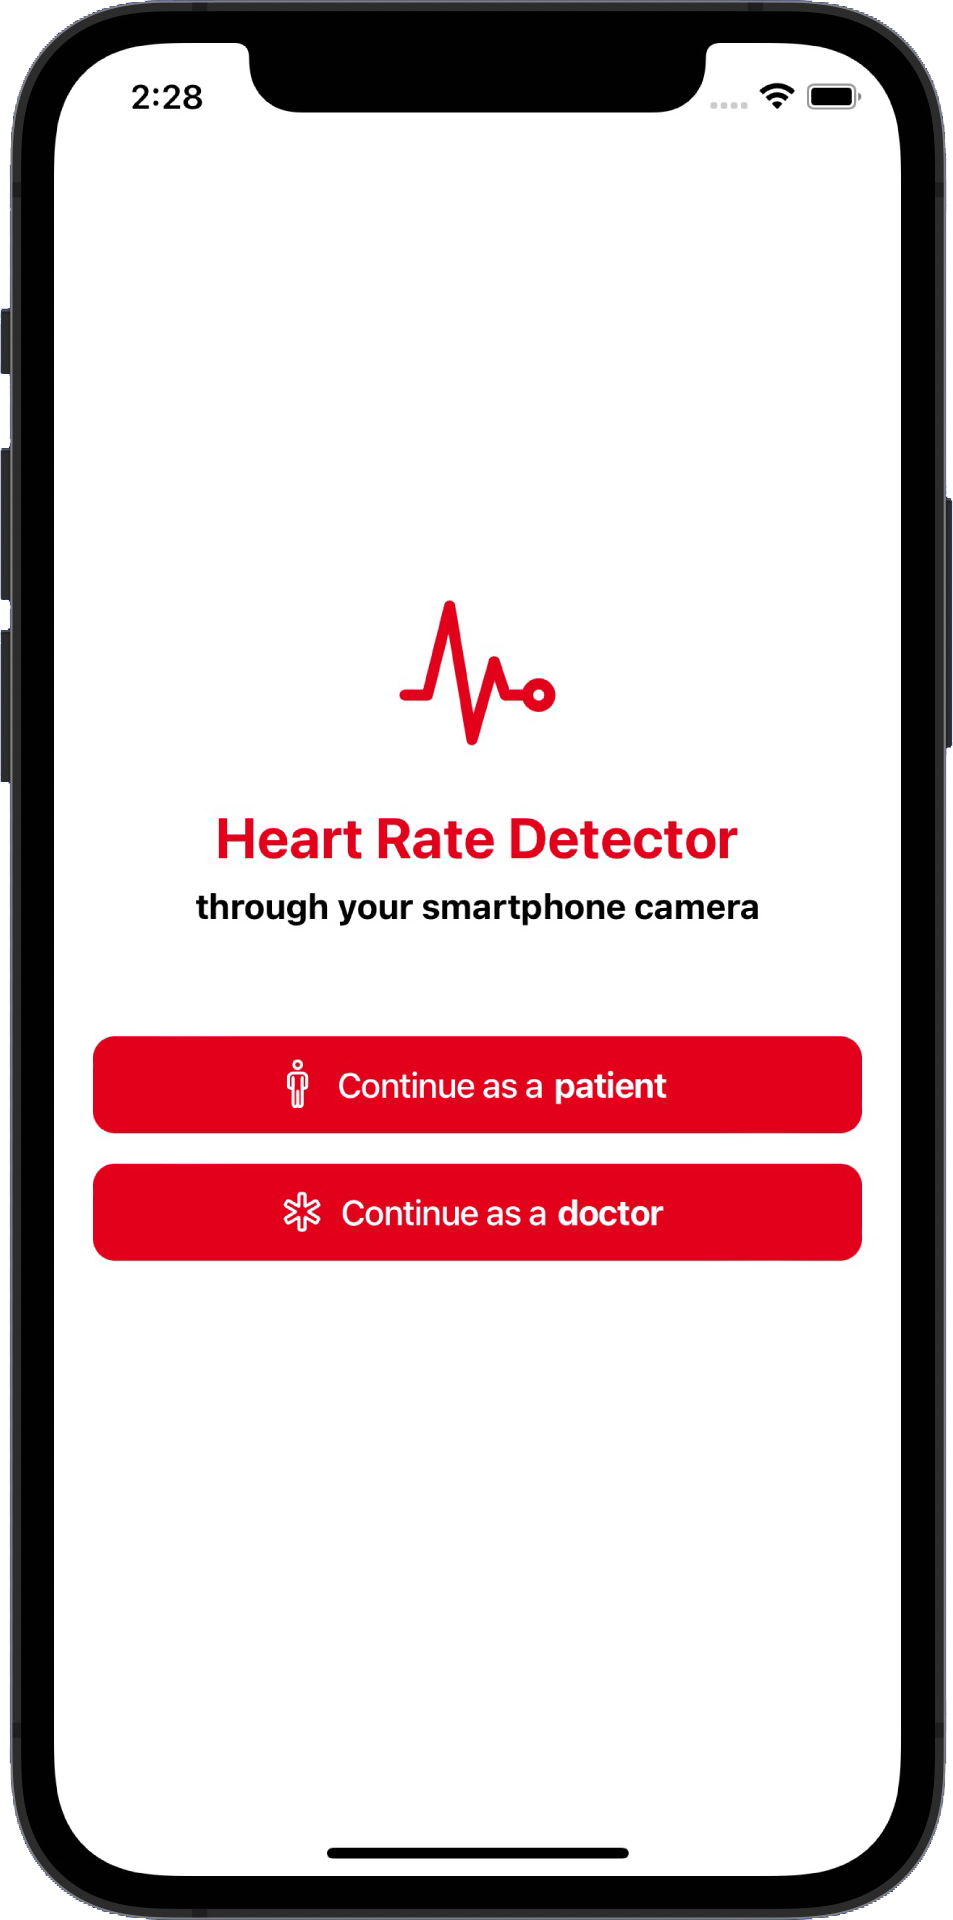 2:28
Heart Rate Detector
through your smartphone camera
Continue as a patient
Continue as a doctor